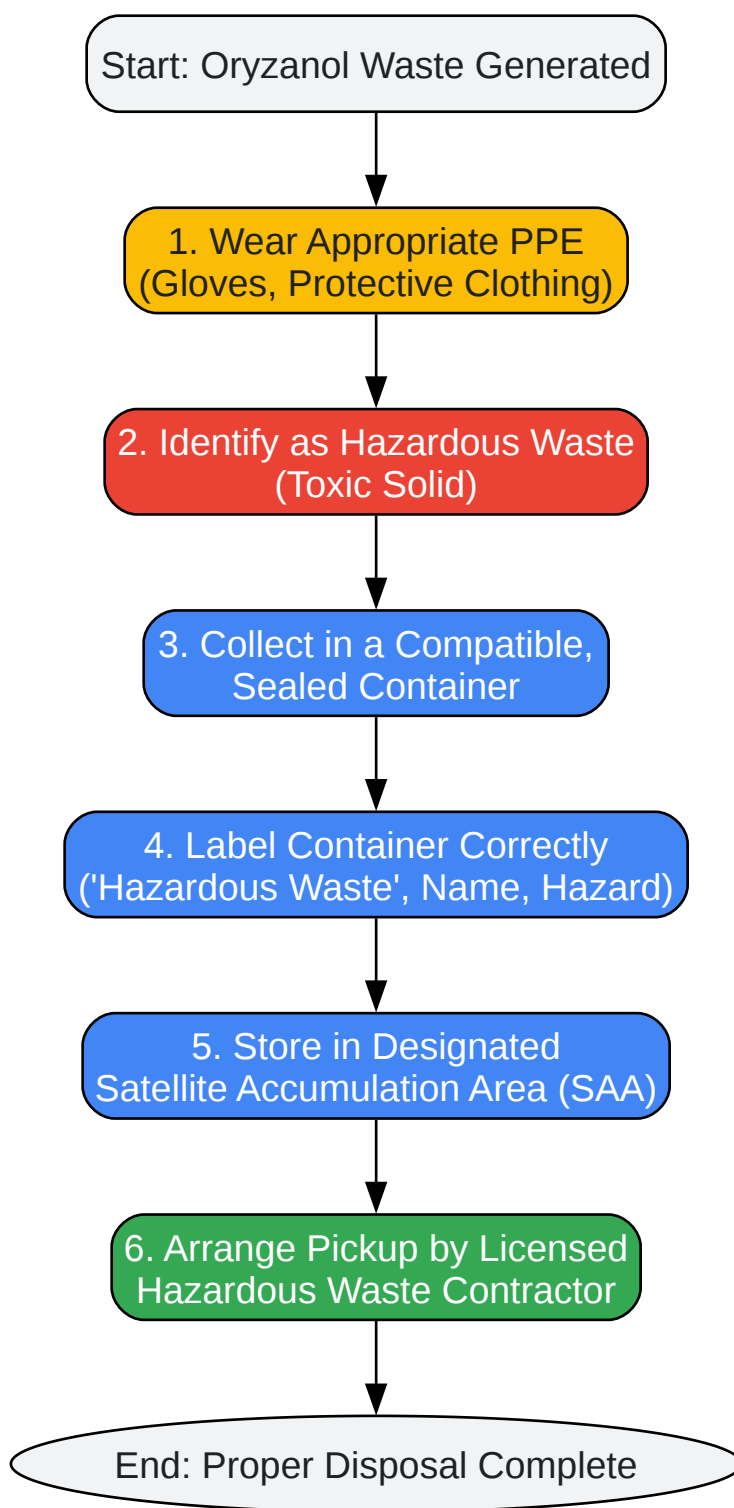 Start: Oryzanol Waste Generated
1. Wear Appropriate PPE
(Gloves, Protective Clothing)
2. Identify as Hazardous Waste
(Toxic Solid)
3. Collect in a Compatible,
Sealed Container
4. Label Container Correctly
('Hazardous Waste', Name, Hazard)
5. Store in Designated
Satellite Accumulation Area (SAA)
6. Arrange Pickup by Licensed
Hazardous Waste Contractor
End: Proper Disposal Complete